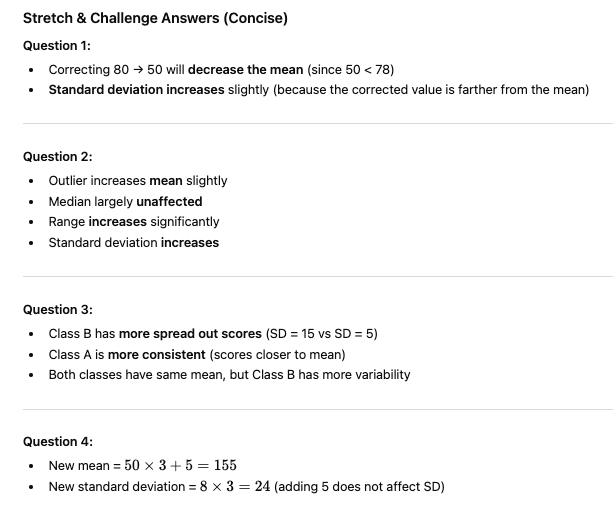 Stretch & Challenge Answers (Concise)
Question 1:
• Correcting 80 → 50 will decrease the mean (since 50 < 78)
• Standard deviation increases slightly (because the corrected value is farther from the mean)
Question 2:
• Outlier increases mean slightly
• Median largely unaffected
• Range increases significantly
• Standard deviation increases
Question 3:
• Class B has more spread out scores (SD = 15 vs SD = 5)
• Class A is more consistent (scores closer to mean)
• Both classes have same mean, but Class B has more variability
Question 4:
• New mean = 50 × 3 + 5 = 155
• New standard deviation = 8 × 3 = 24 (adding 5 does not affect SD)